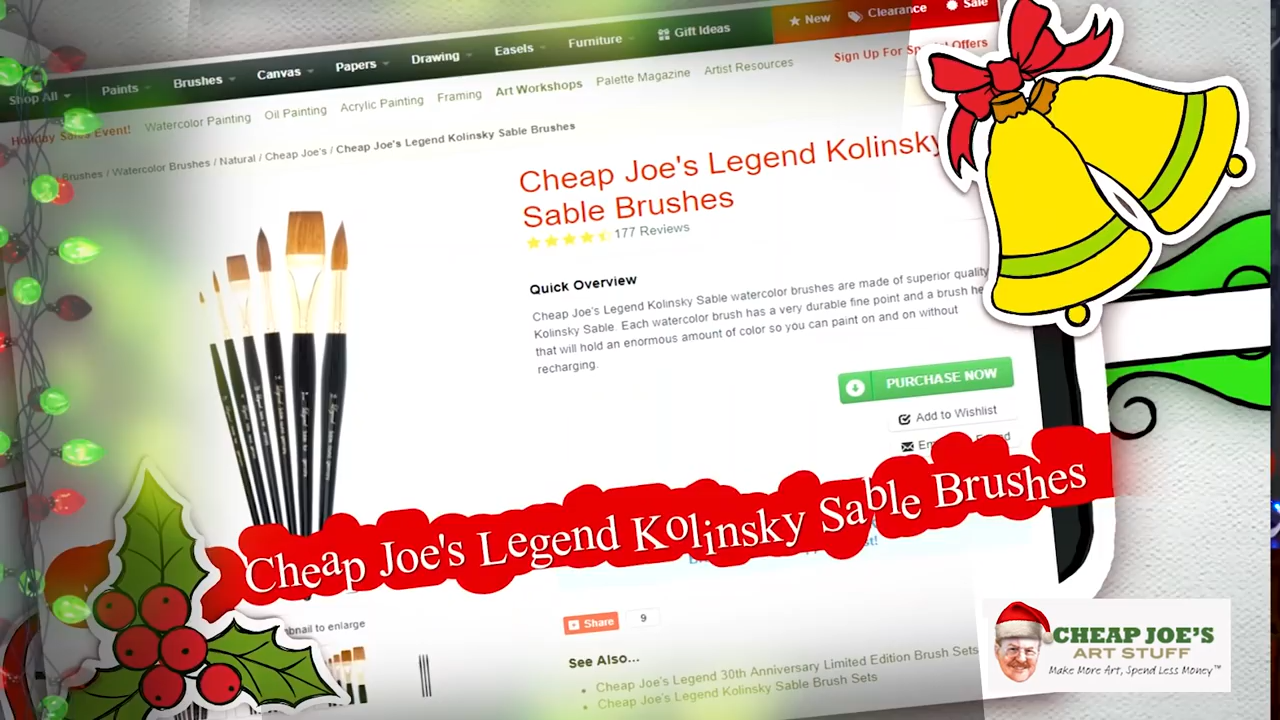 New
Clearance
Sale
Shop All
Paints
Brushes
Canvas
Papers
Drawing
Easels
Furniture
Gift Ideas
Sign Up For Special Offers
Holiday Sales Event!
Watercolor Painting
Oil Painting
Acrylic Painting
Framing
Art Workshops
Palette Magazine
Artist Resources
/ Brushes / Watercolor Brushes / Natural / Cheap Joe's / Cheap Joe's Legend Kolinsky Sable Brushes
Cheap Joe's Legend Kolinsky
Sable Brushes
177 Reviews
Quick Overview
Cheap Joe's Legend Kolinsky Sable watercolor brushes are made of superior quality
Kolinsky Sable. Each watercolor brush has a very durable fine point and a brush he
that will hold an enormous amount of color so you can paint on and on without
recharging.
PURCHASE NOW
Add to Wishlist
Cheap Joe's Legend Kolinsky Sable Brushes
to enlarge
Share
9
See Also...
Cheap Joe's Legend 30th Anniversary Limited Edition Brush Sets
Cheap Joe's Legend Kolinsky Sable Brush Sets
CHEAP JOE'S
ART STUFF
Make More Art, Spend Less Money™